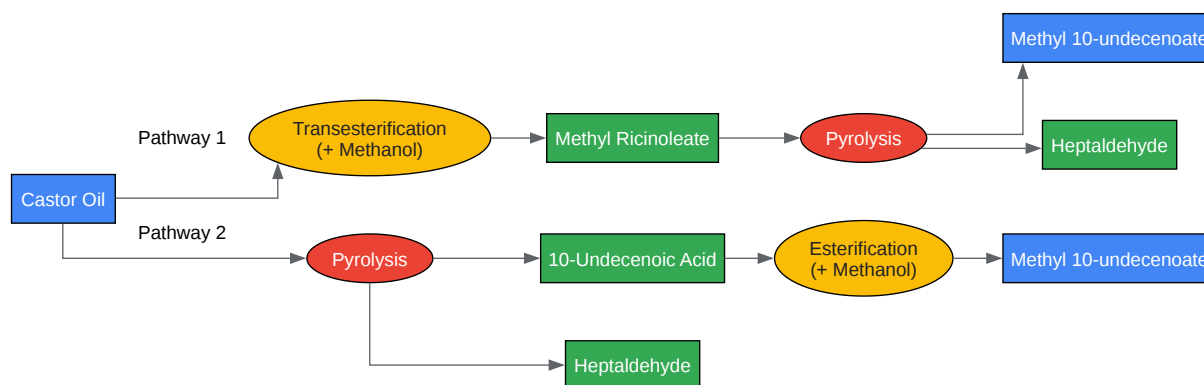 Methyl 10-undecenoate
Pathway 1
Transesterification
(+ Methanol)
Methyl Ricinoleate
Pyrolysis
Heptaldehyde
Castor Oil
Pathway 2
Pyrolysis
10-Undecenoic Acid
Esterification
(+ Methanol)
Methyl 10-undecenoate
Heptaldehyde